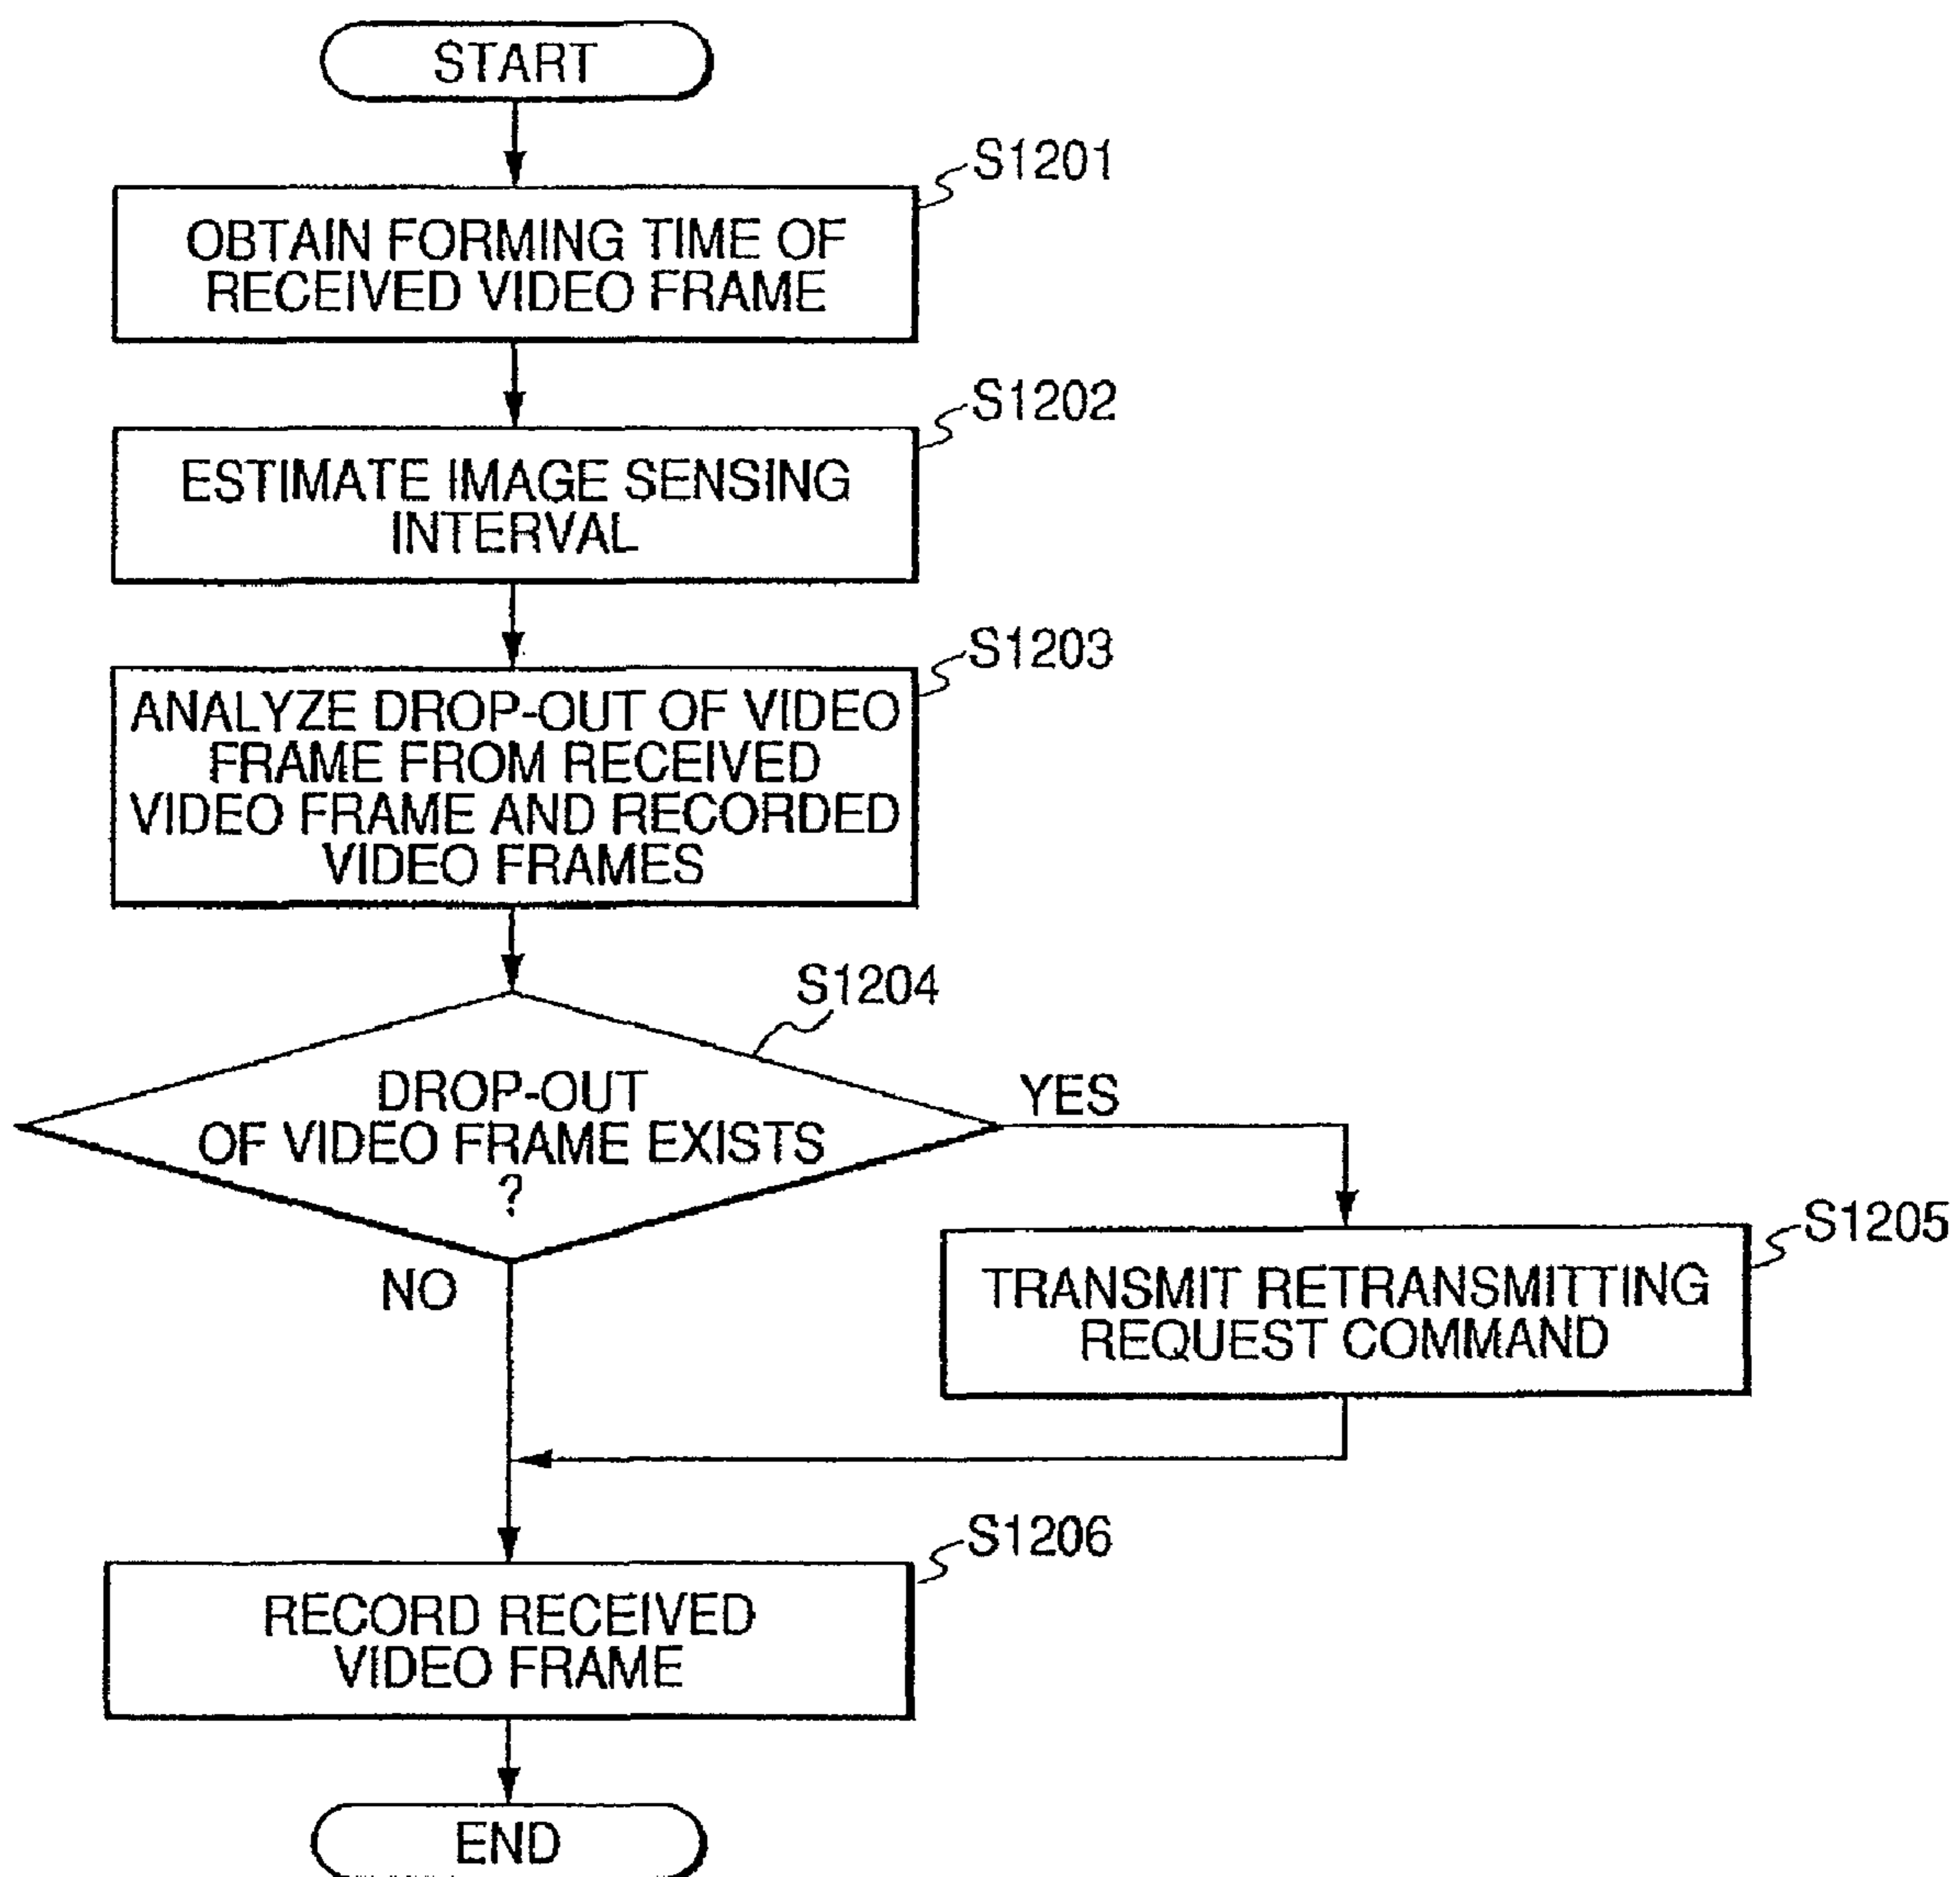 START
S1201
OBTAIN FORMING TIME OF
RECEIVED VIDEO FRAME
S1202
ESTIMATE IMAGE SENSING
INTERVAL
S1203
ANALYZE DROP-OUT OF VIDEO
FRAME FROM RECEIVED
VIDEO FRAME AND RECORDED
VIDEO FRAMES
S1204
DROP-OUT
OF VIDEO FRAME EXISTS
?
YES
NO
S1205
TRANSMIT RETRANSMITTING
REQUEST COMMAND
S1206
RECORD RECEIVED
VIDEO FRAME
END